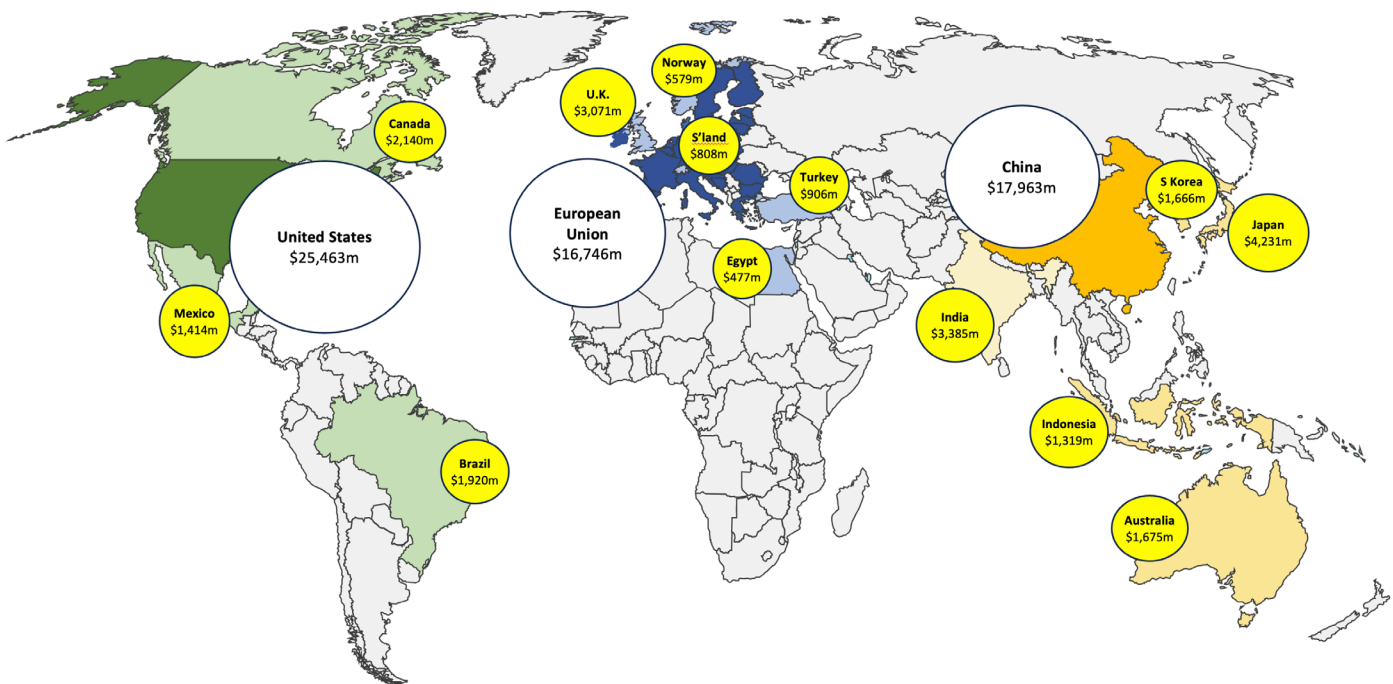 Norway
$579m
U.K.
$3,071m
Canada
$2,140m
S'land
$808m
China
$17,963m
Turkey
$906m
S Korea
$1,666m
European
Union
$16,746m
United States
$25,463m
Japan
$4,231m
Egypt
$477m
Mexico
$1,414m
India
$3,385m
Indonesia
$1,319m
Brazil
$1,920m
Australia
$1,675m